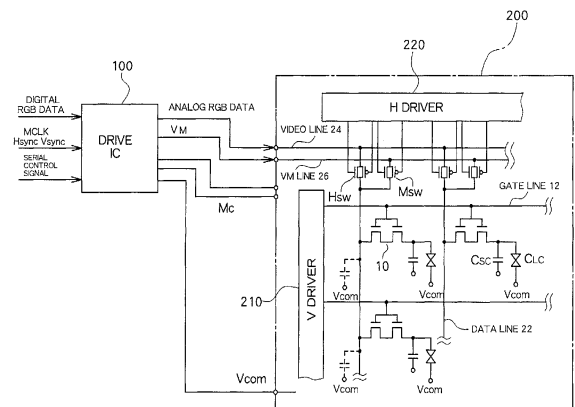 200
100
220
DIGITAL
RGB DATA
ANALOG RGB DATA
H DRIVER
MCLK
Hsync Vsync
DRIVE
IC
VM
VIDEO LINE 24
SERIAL
CONTROL
SIGNAL
VM LINE 26
Hsw
Msw
GATE LINE 12
Mc
10
CSC
CLC
210
V DRIVER
Vcom
Vcom
Vcom
DATA LINE 22
Vcom
Vcom
Vcom